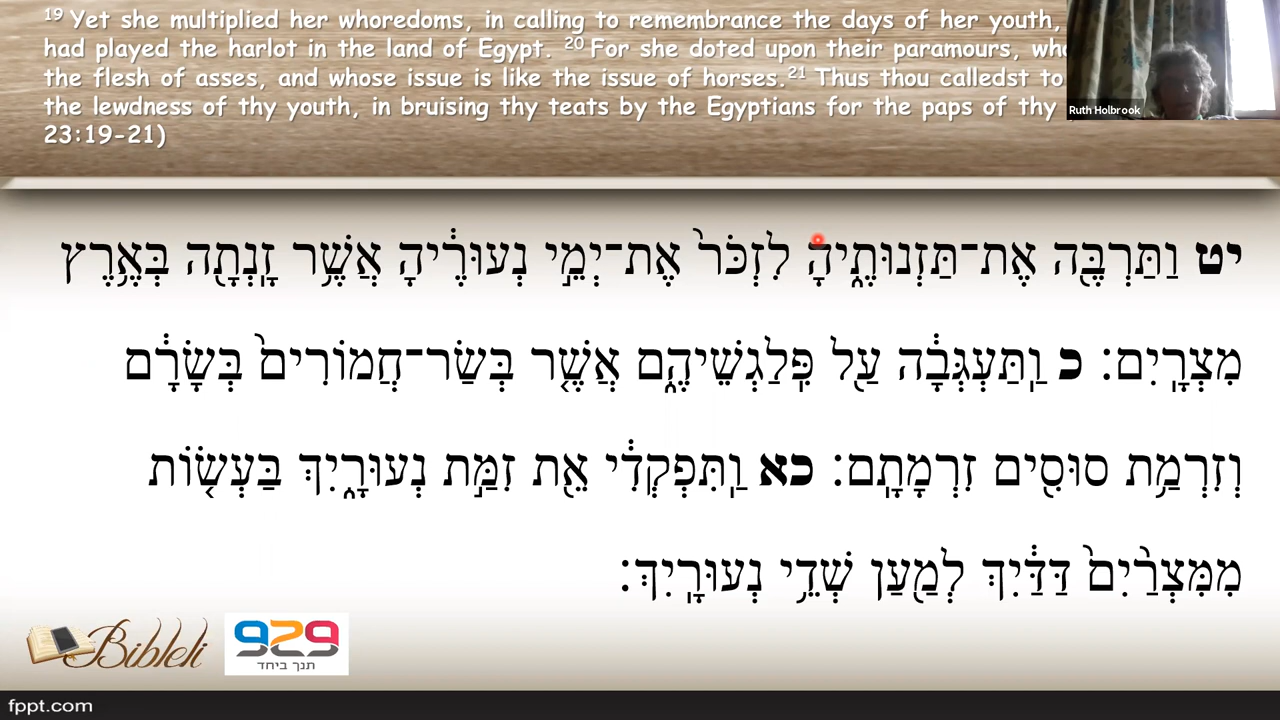 19 Yet she multiplied her whoredoms, in calling to remembrance the days of her youth,
had played the harlot in the land of Egypt. 20 For she doted upon their paramours,
the flesh of asses, and whose issue is like the issue of horses. 21 Thus thou calledst to
the lewdness of thy youth, in bruising thy teats by the Egyptians for the paps of thy
23:19-21)
Ruth Holbrook
יט וַתַּרְבֶּ֖ה אֶת־תַּזְנוּתֶ֑יהָ לִזְכֹּר֙ אֶת־יְמֵ֣י נְעוּרֶ֔יהָ אֲשֶׁ֥ר זָנְתָ֖ה בְּאֶ֥רֶץ
מִצְרָֽיִם׃ כ וַֽתַּעְגְּבָ֔ה עַ֖ל פִּֽלַגְשֵׁיהֶ֑ם אֲשֶׁ֤ר בְּשַׂר־חֲמוֹרִים֙ בְּשָׂרָ֔ם
וְזִרְמַ֥ת סוּסִ֖ים זִרְמָתָֽם׃ כא וַֽתִּפְקְדִ֔י אֵ֖ת זִמַּ֣ת נְעוּרָ֑יִךְ בַּעְשׂ֤וֹת
מִמִּצְרַ֙יִם֙ דַּדַּ֔יִךְ לְמַ֖עַן שְׁדֵ֥י נְעוּרָֽיִךְ׃
Bibleli
929
תנך ביחד
fppt.com